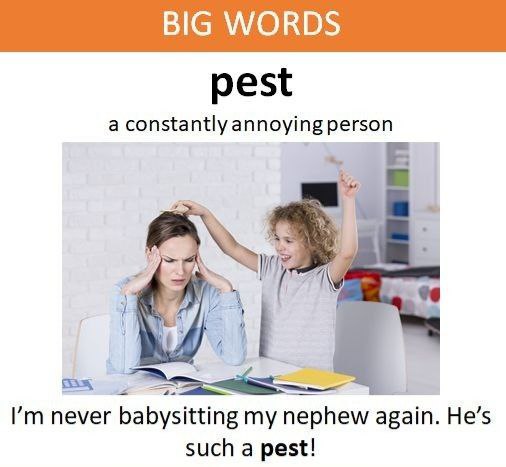 BIG WORDS
pest
a constantly annoying person
I'm never babysitting my nephew again. He's
such a pest!